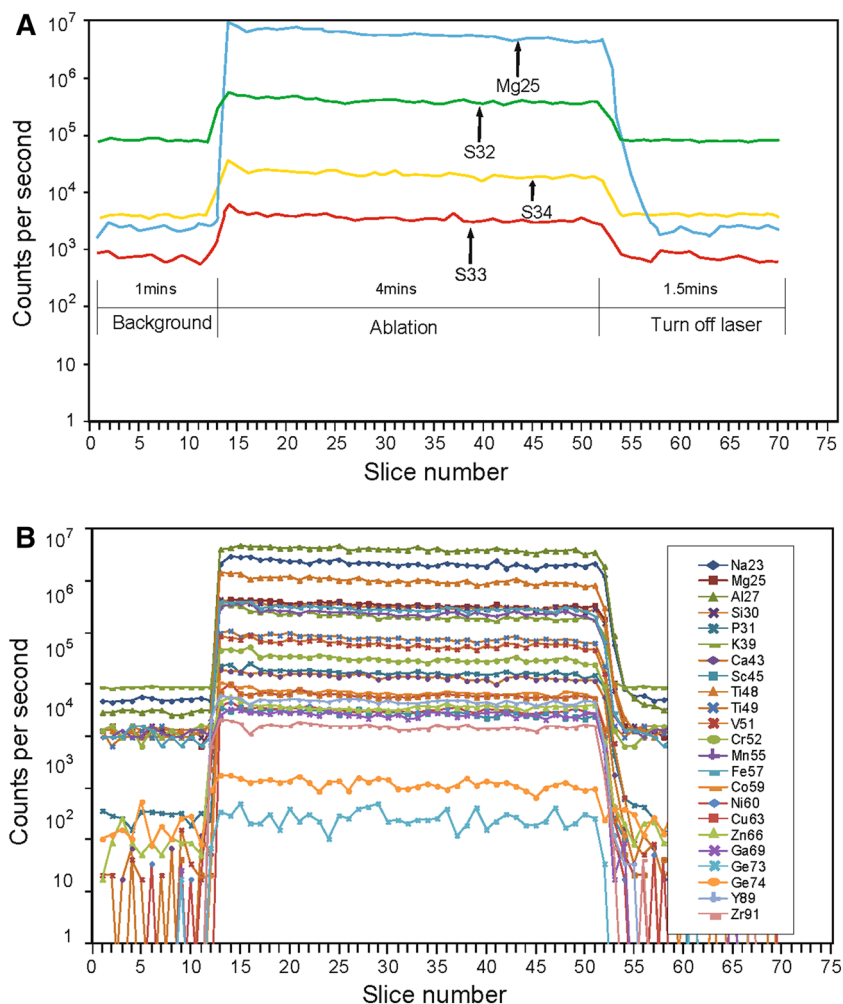 A
Counts per second
10⁷
10⁶
10⁵
10⁴
10³
10²
10
1
Mg25
S32
S34
S33
1mins 4mins 1.5mins
Background Ablation Turn off laser
0 5 10 15 20 25 30 35 40 45 50 55 60 65 70 75
Slice number
B
Counts per second
10⁷
10⁶
10⁵
10⁴
10³
10²
10
1
Na23
Mg25
Al27
Si30
P31
K39
Ca43
Sc45
Ti48
Ti49
V51
Cr52
Mn55
Fe57
Co59
Ni60
Cu63
Zn66
Ga69
Ge73
Ge74
Y89
Zr91
0 5 10 15 20 25 30 35 40 45 50 55 60 65 70 75
Slice number